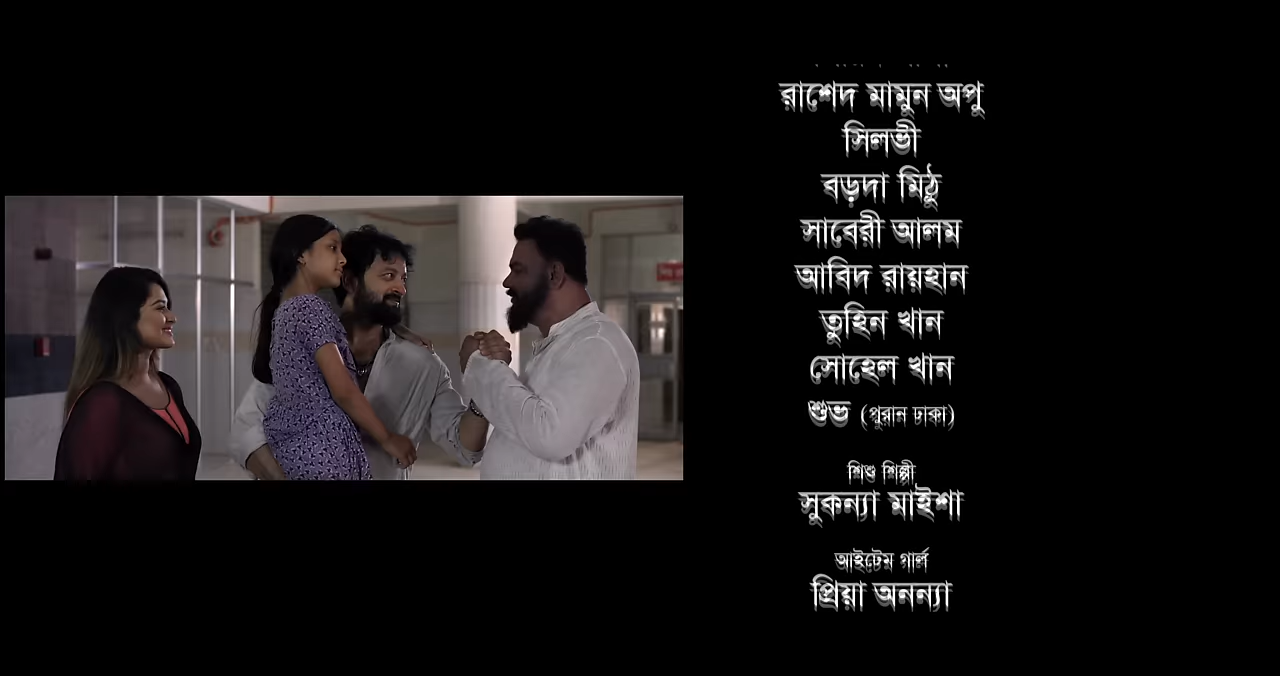 রাশেদ মামুন অপু
সিলভী
বড়দা মিঠু
সাবেরী আলম
আবিদ রায়হান
তুহিন খান
সোহেল খান
শুভ (পুরান ঢাকা)
শিশু শিল্পী
সুকন্যা মাইশা
আইটেম গার্ল
প্রিয়া অনন্যা